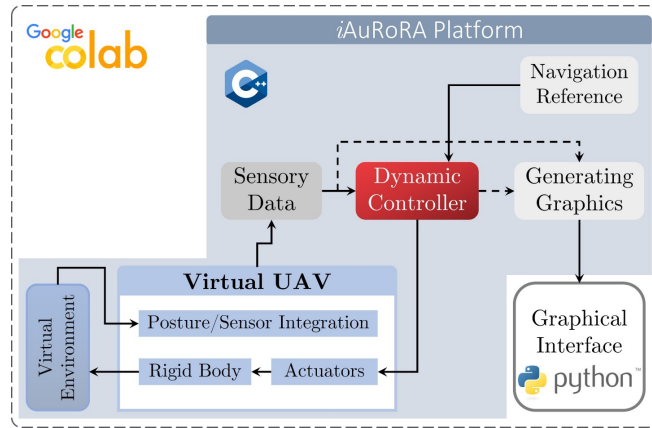 Google
colab
iAuRoRA Platform
C++
Navigation
Reference
Sensory
Data
Dynamic
Controller
Generating
Graphics
Virtual UAV
Posture/Sensor Integration
Rigid Body
Actuators
Virtual
Environment
Graphical
Interface
python™